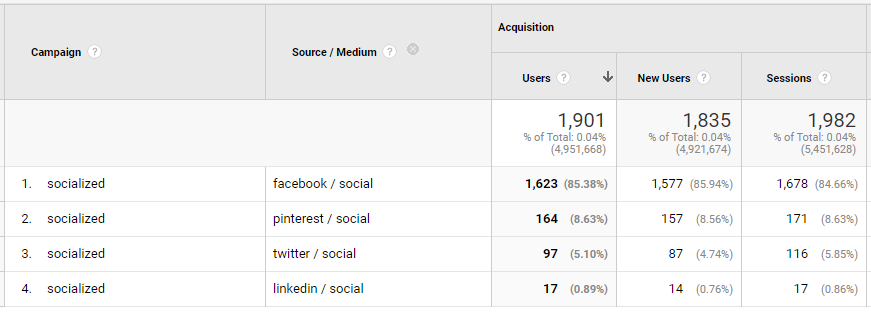 Campaign ? Source / Medium ? Acquisition
Users ? New Users ? Sessions ?
1,901 1,835 1,982
% of Total: 0.04% % of Total: 0.04% % of Total: 0.04%
(4,951,668) (4,921,674) (5,451,628)
1. socialized facebook / social 1,623 (85.38%) 1,577 (85.94%) 1,678 (84.66%)
2. socialized pinterest / social 164 (8.63%) 157 (8.56%) 171 (8.63%)
3. socialized twitter / social 97 (5.10%) 87 (4.74%) 116 (5.85%)
4. socialized linkedin / social 17 (0.89%) 14 (0.76%) 17 (0.86%)